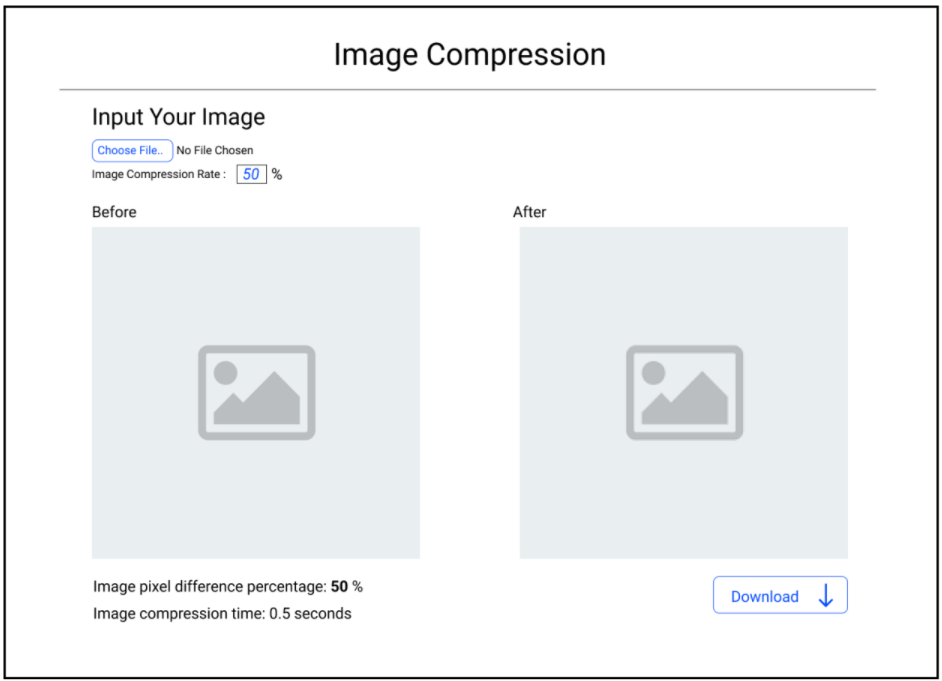 Image Compression
Input Your Image
Choose File.. No File Chosen
Image Compression Rate : 50 %
Before
After
Image pixel difference percentage: 50 %
Image compression time: 0.5 seconds
Download